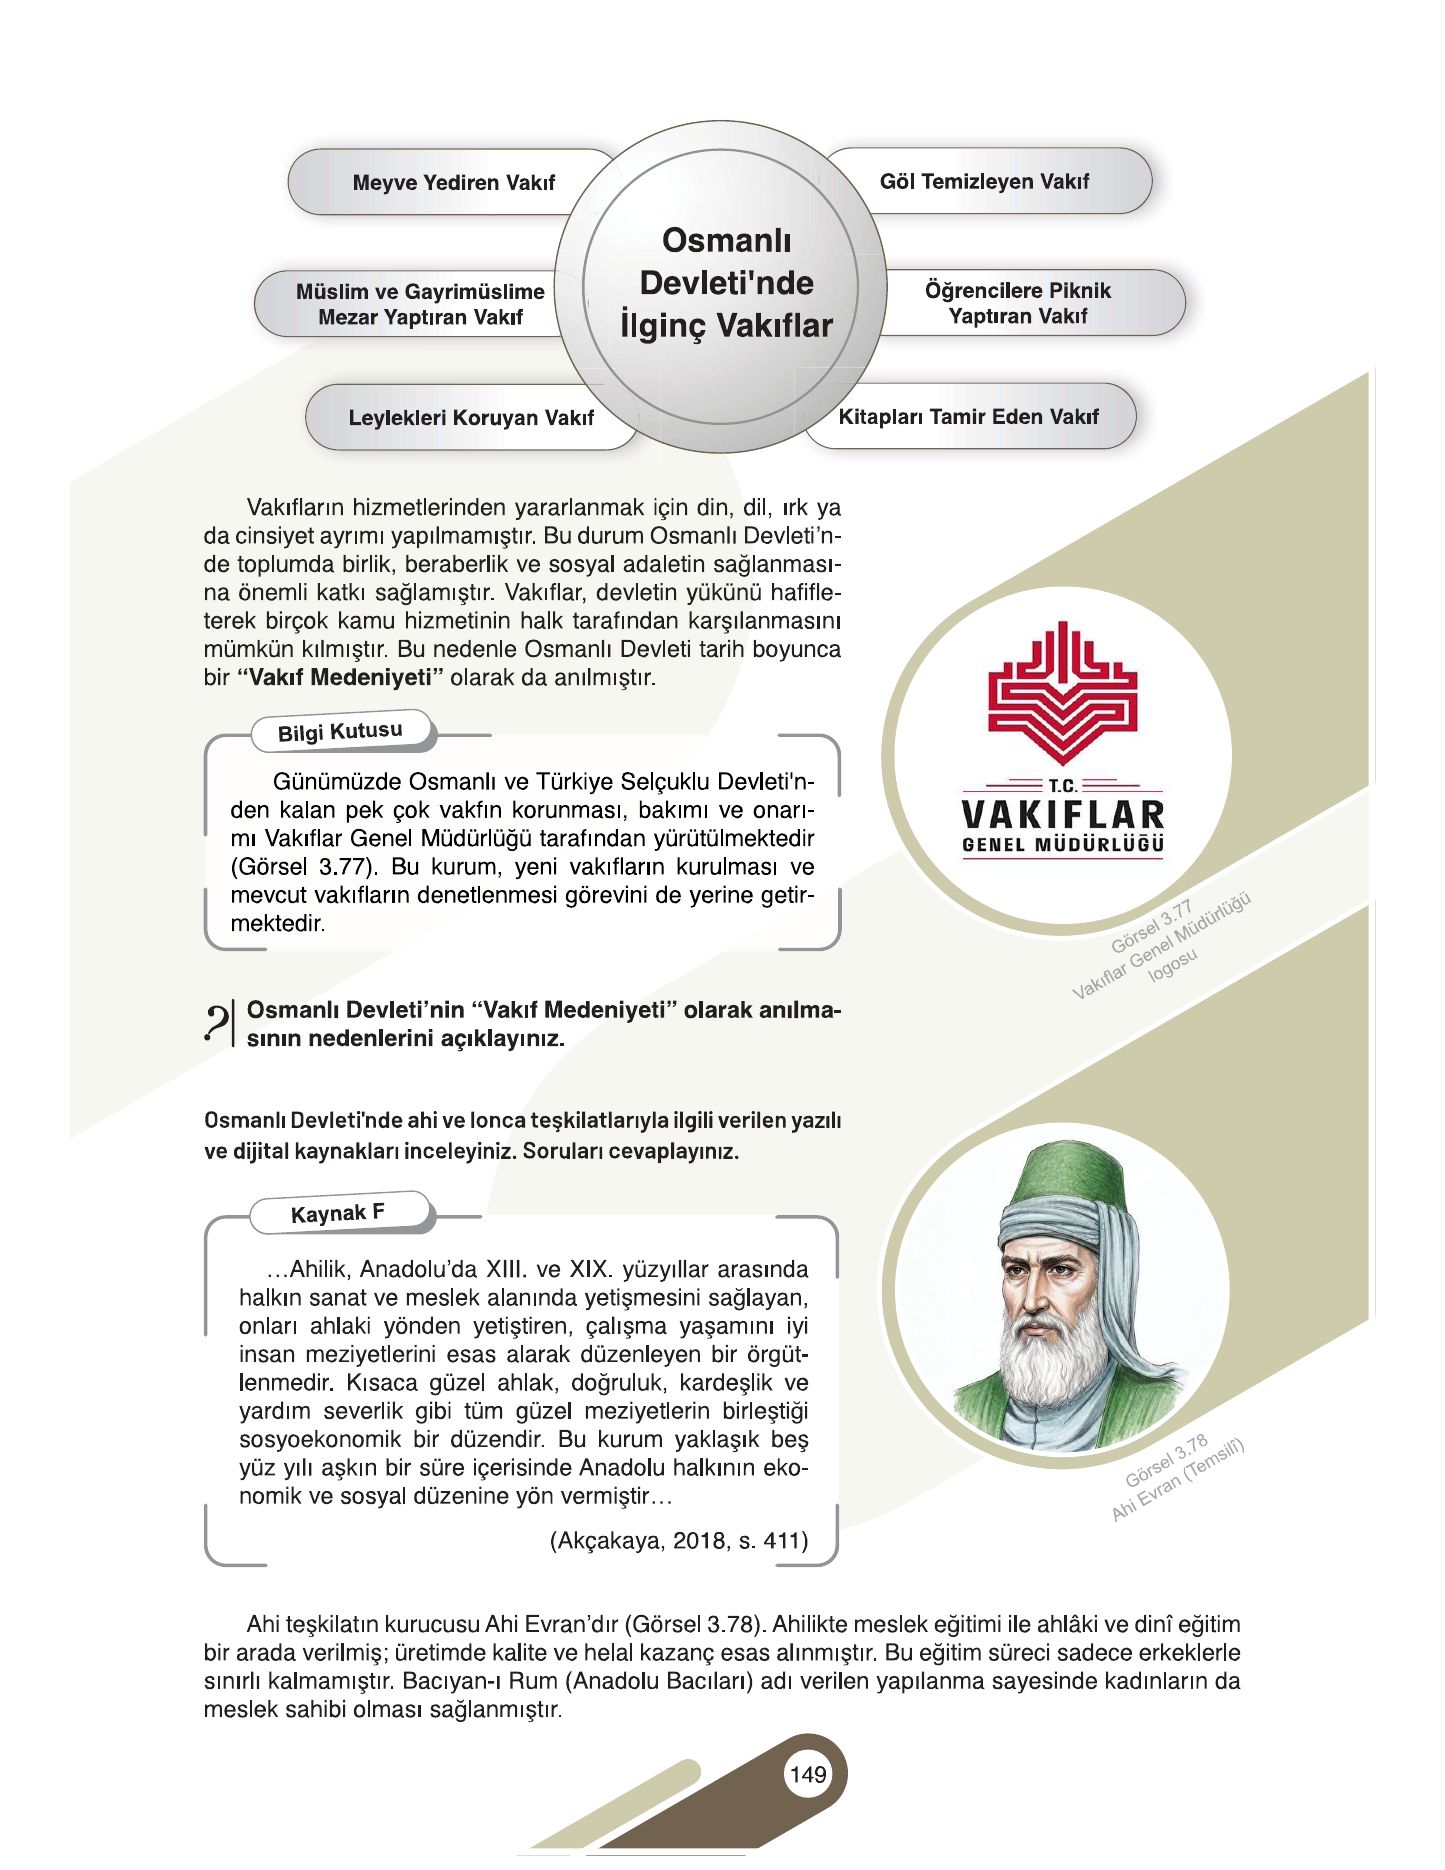 Meyve Yediren Vakıf
Göl Temizleyen Vakıf
Osmanlı
Devleti'nde
İlginç Vakıflar
Müslim ve Gayrimüslime
Mezar Yaptıran Vakıf
Öğrencilere Piknik
Yaptıran Vakıf
Leylekleri Koruyan Vakıf
Kitapları Tamir Eden Vakıf
Vakıfların hizmetlerinden yararlanmak için din, dil, ırk ya
da cinsiyet ayrımı yapılmamıştır. Bu durum Osmanlı Devleti’n-
de toplumda birlik, beraberlik ve sosyal adaletin sağlanması-
na önemli katkı sağlamıştır. Vakıflar, devletin yükünü hafifle-
terek birçok kamu hizmetinin halk tarafından karşılanmasını
mümkün kılmıştır. Bu nedenle Osmanlı Devleti tarih boyunca
bir “Vakıf Medeniyeti” olarak da anılmıştır.
Bilgi Kutusu
Günümüzde Osmanlı ve Türkiye Selçuklu Devleti'n-
den kalan pek çok vakfın korunması, bakımı ve onarı-
mı Vakıflar Genel Müdürlüğü tarafından yürütülmektedir
(Görsel 3.77). Bu kurum, yeni vakıfların kurulması ve
mevcut vakıfların denetlenmesi görevini de yerine getir-
mektedir.
T.C.
VAKIFLAR
GENEL MÜDÜRLÜĞÜ
Görsel 3.77
Vakıflar Genel Müdürlüğü
logosu
?
Osmanlı Devleti’nin “Vakıf Medeniyeti” olarak anılma-
sının nedenlerini açıklayınız.
Osmanlı Devleti'nde ahi ve lonca teşkilatlarıyla ilgili verilen yazılı
ve dijital kaynakları inceleyiniz. Soruları cevaplayınız.
Kaynak F
…Ahilik, Anadolu’da XIII. ve XIX. yüzyıllar arasında
halkın sanat ve meslek alanında yetişmesini sağlayan,
onları ahlaki yönden yetiştiren, çalışma yaşamını iyi
insan meziyetlerini esas alarak düzenleyen bir örgüt-
lenmedir. Kısaca güzel ahlak, doğruluk, kardeşlik ve
yardım severlik gibi tüm güzel meziyetlerin birleştiği
sosyoekonomik bir düzendir. Bu kurum yaklaşık beş
yüz yılı aşkın bir süre içerisinde Anadolu halkının eko-
nomik ve sosyal düzenine yön vermiştir…
(Akçakaya, 2018, s. 411)
Görsel 3.78
Ahi Evran (Temsilî)
Ahi teşkilatın kurucusu Ahi Evran’dır (Görsel 3.78). Ahilikte meslek eğitimi ile ahlâki ve dinî eğitim
bir arada verilmiş; üretimde kalite ve helal kazanç esas alınmıştır. Bu eğitim süreci sadece erkeklerle
sınırlı kalmamıştır. Bacıyan-ı Rum (Anadolu Bacıları) adı verilen yapılanma sayesinde kadınların da
meslek sahibi olması sağlanmıştır.
149